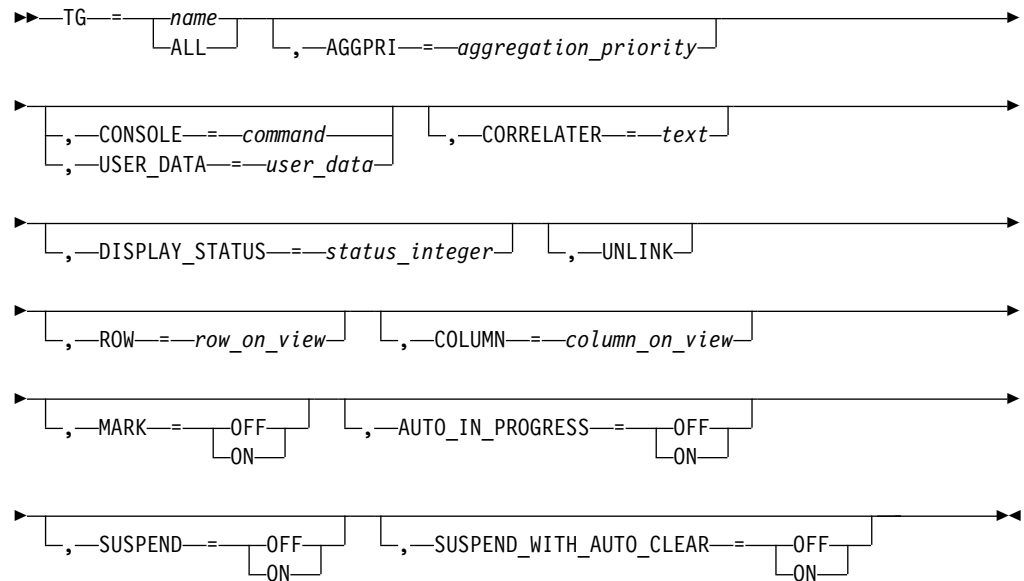 TG = name
ALL , AGGPRI = aggregation_priority
, CONSOLE = command
, USER_DATA = user_data , CORRELATER = text
, DISPLAY_STATUS = status_integer , UNLINK
, ROW = row_on_view , COLUMN = column_on_view
, MARK = OFF , AUTO_IN_PROGRESS = OFF
ON ON
, SUSPEND = OFF , SUSPEND_WITH_AUTO_CLEAR = OFF
ON ON